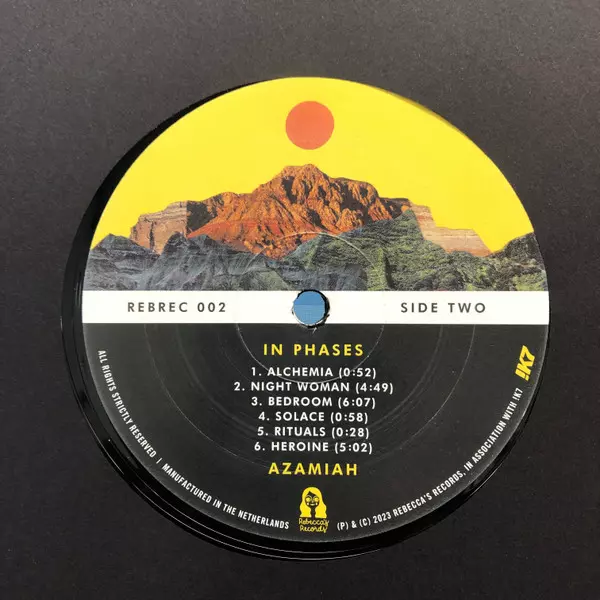 REBREC 002
SIDE TWO
IN PHASES
1. ALCHEMIA (0:52)
2. NIGHT WOMAN (4:49)
3. BEDROOM (6:07)
4. SOLACE (0:58)
5. RITUALS (0:28)
6. HEROINE (5:02)
AZAMIAH
Rebecca's
Records
ALL RIGHTS STRICTLY RESERVED | MANUFACTURED IN THE NETHERLANDS
(P) & (C) 2023 REBECCA'S RECORDS, IN ASSOCIATION WITH !K7
!K7